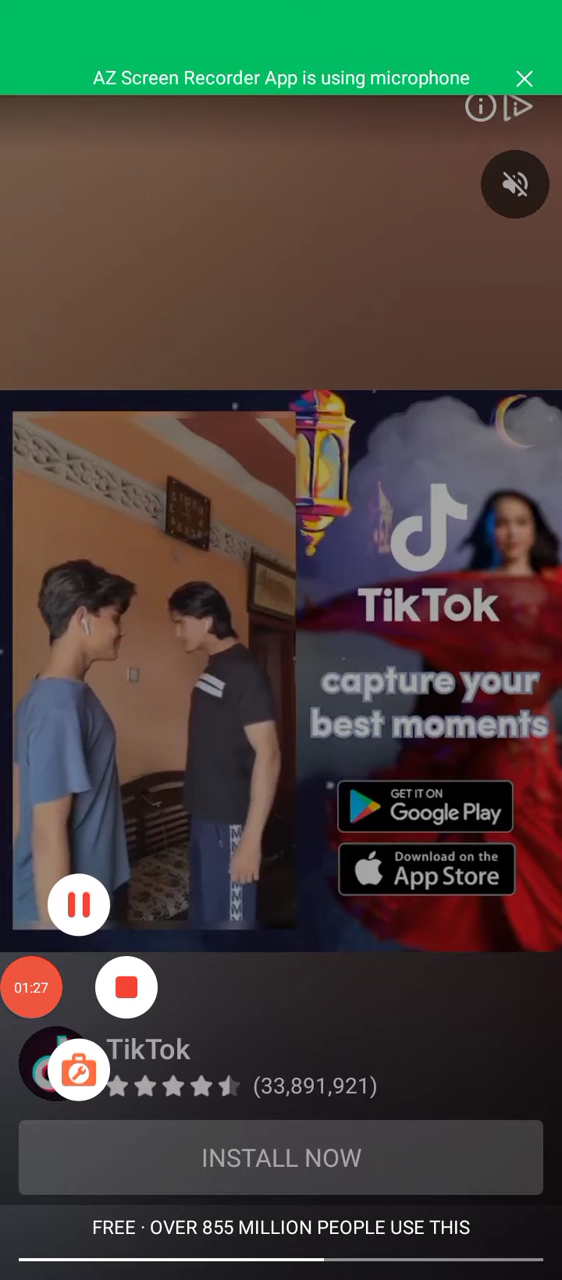 AZ Screen Recorder App is using microphone
TikTok
capture your
best moments
GET IT ON
Google Play
Download on the
App Store
01:27
TikTok
(33,891,921)
INSTALL NOW
FREE · OVER 855 MILLION PEOPLE USE THIS